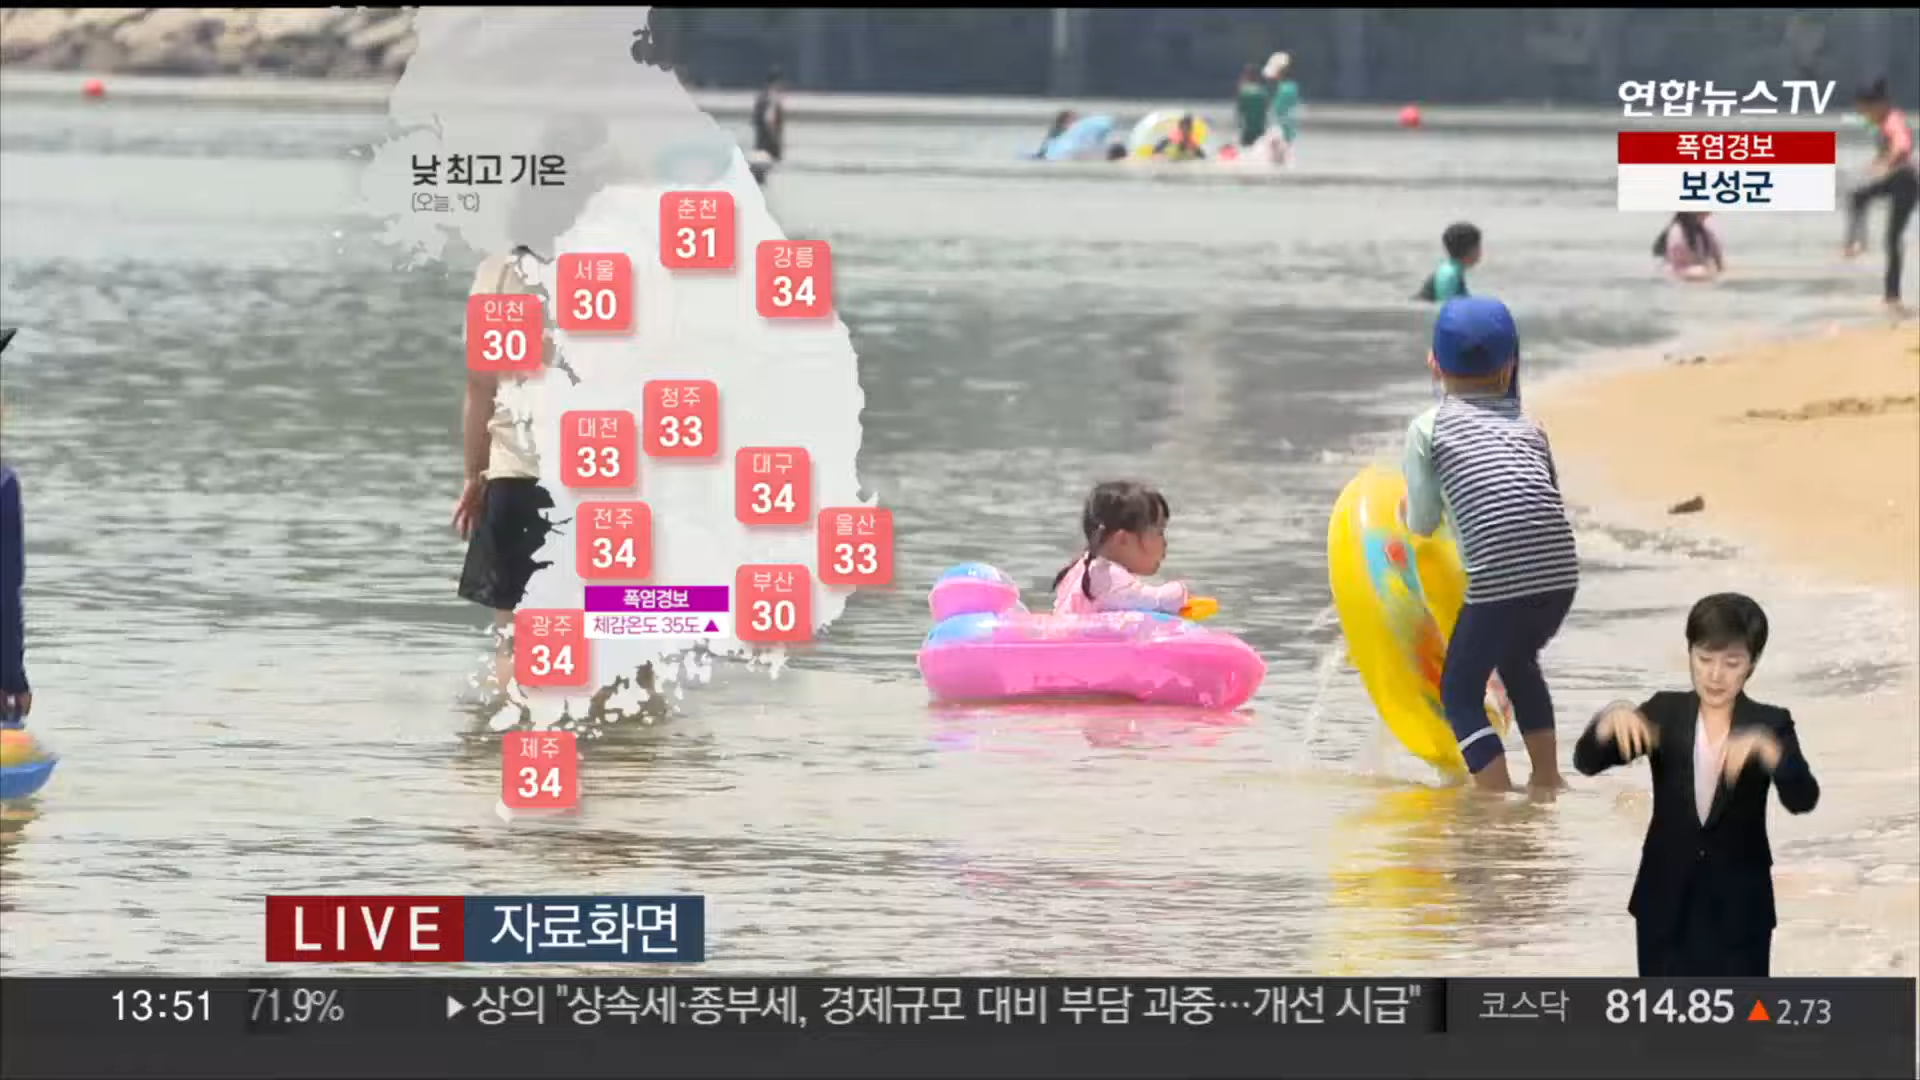 연합뉴스TV
폭염경보
보성군
낮 최고 기온
(오늘, ℃)
춘천
31
강릉
34
서울
30
인천
30
청주
33
대전
33
대구
34
전주
34
울산
33
부산
30
폭염경보
체감온도 35도▲
광주
34
제주
34
LIVE 자료화면
13:51 71.9% ▶상의 "상속세·종부세, 경제규모 대비 부담 과중…개선 시급" 코스닥 814.85 ▲2.73